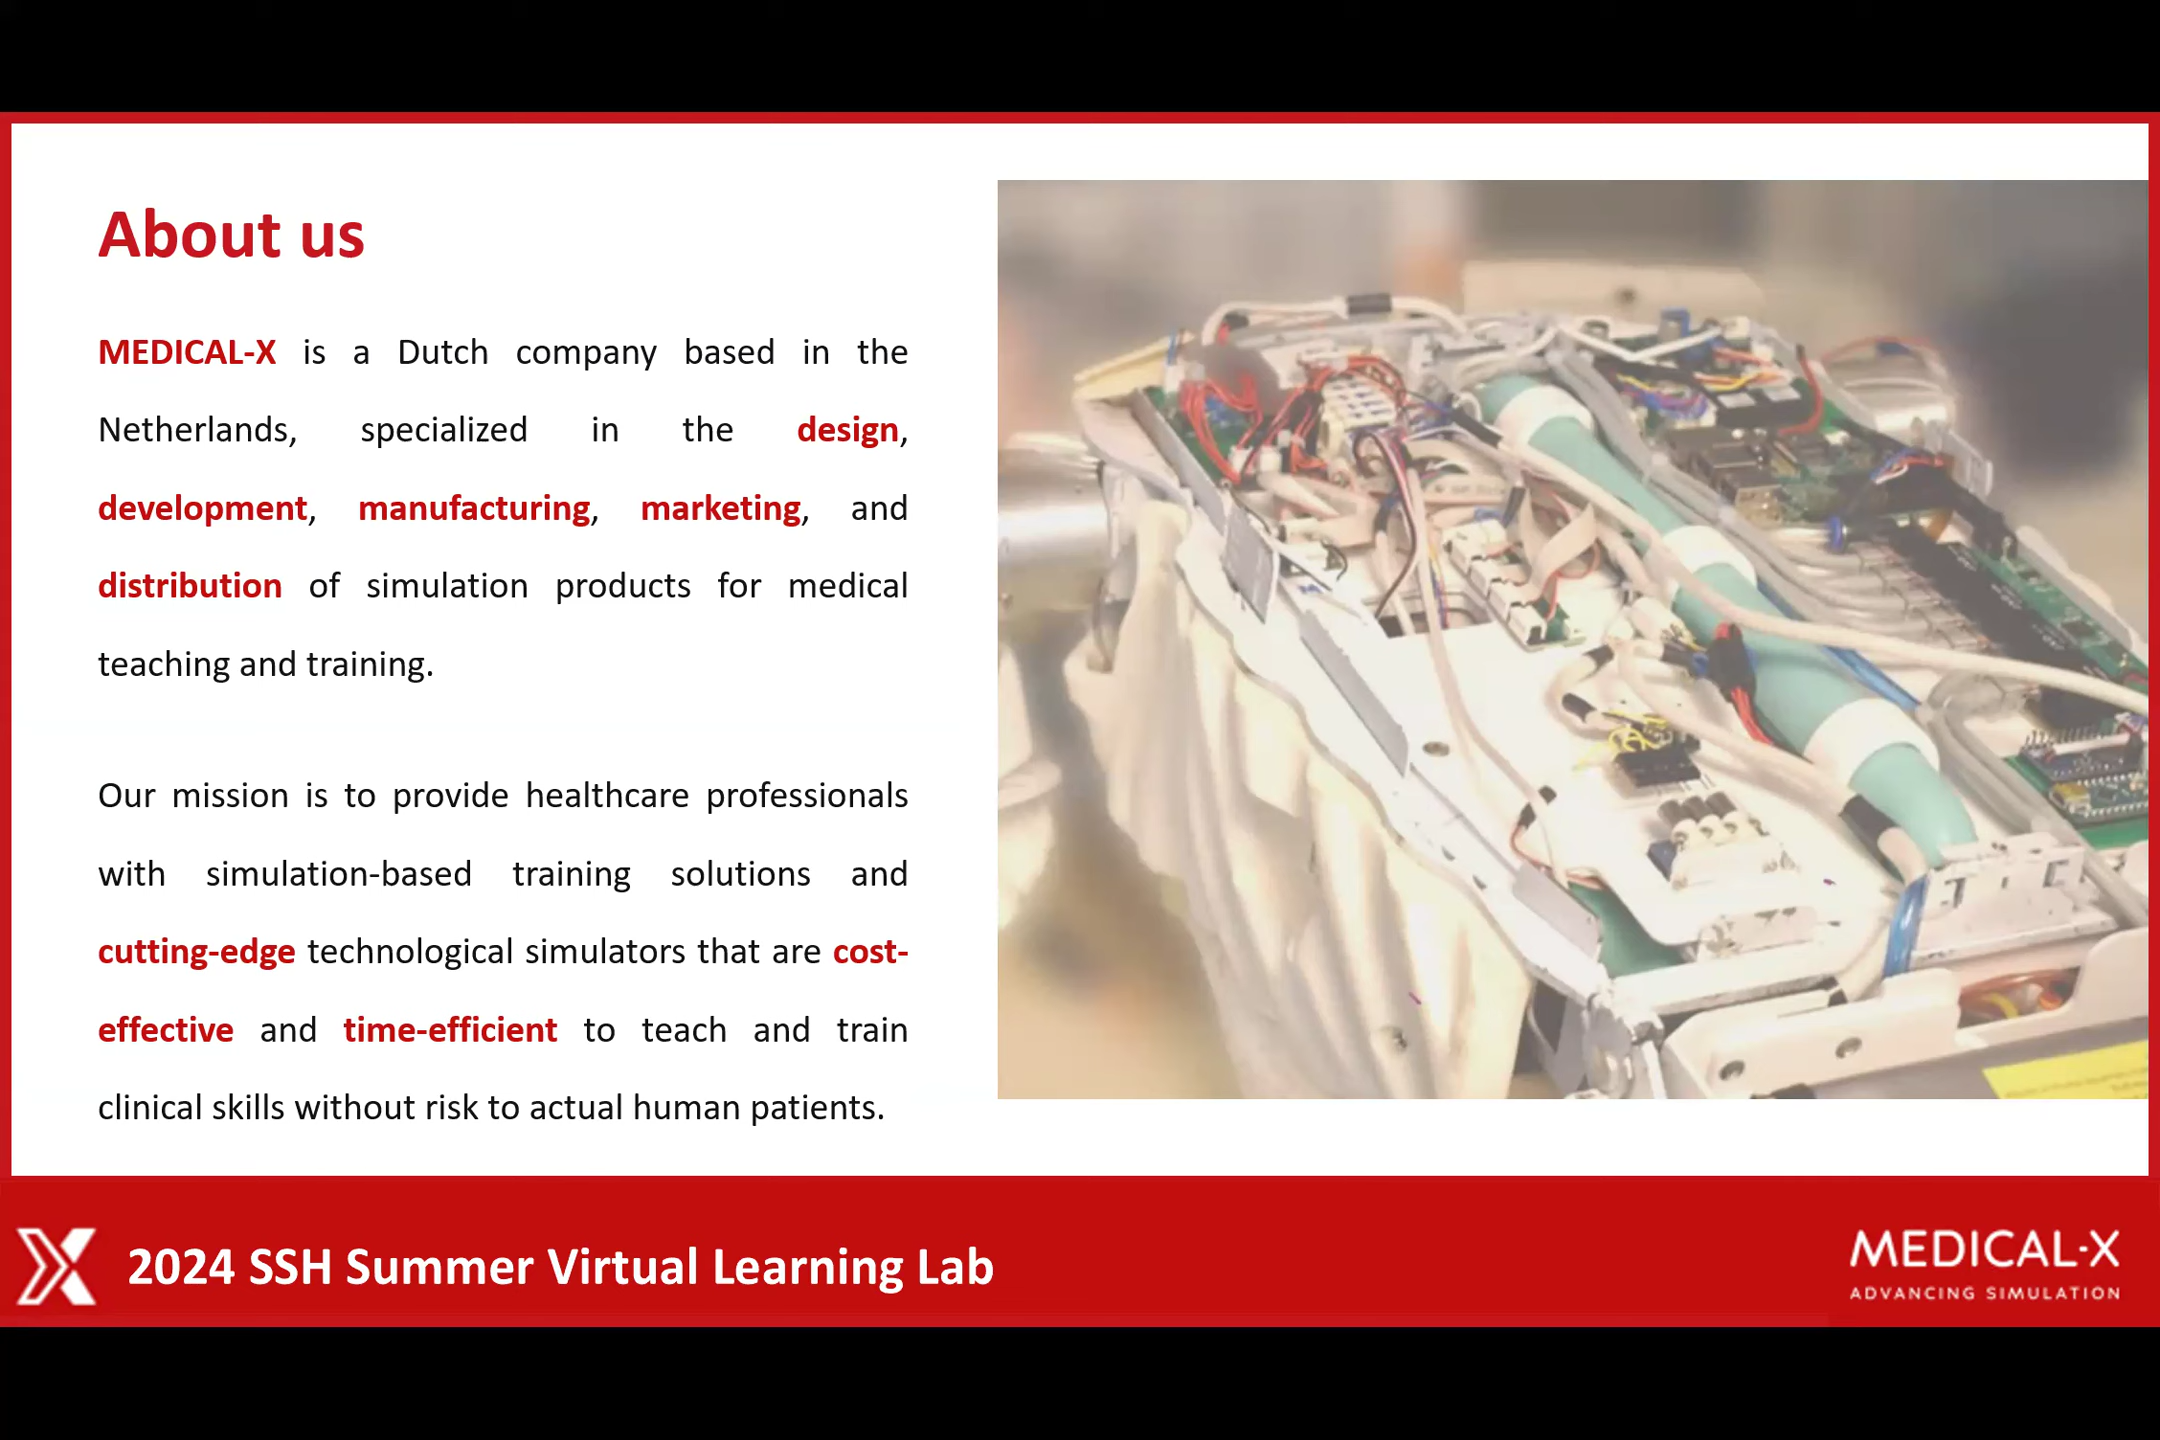 About us
MEDICAL-X is a Dutch company based in the
Netherlands, specialized in the design,
development, manufacturing, marketing, and
distribution of simulation products for medical
teaching and training.
Our mission is to provide healthcare professionals
with simulation-based training solutions and
cutting-edge technological simulators that are cost-
effective and time-efficient to teach and train
clinical skills without risk to actual human patients.
2024 SSH Summer Virtual Learning Lab
MEDICAL-X
ADVANCING SIMULATION